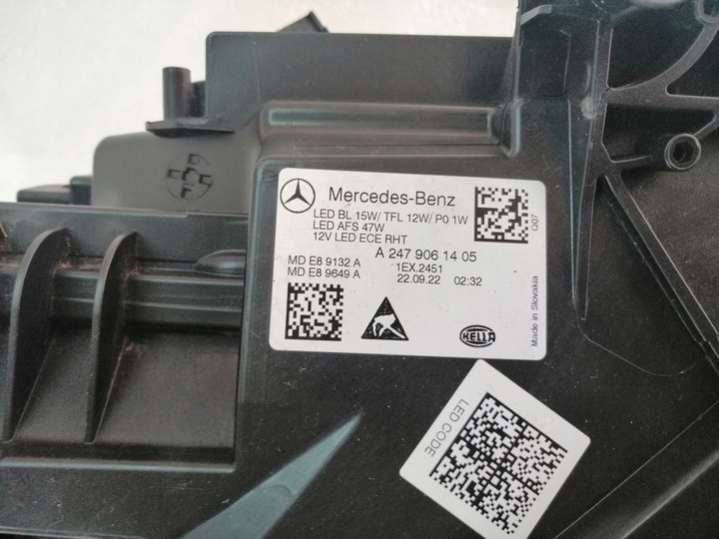 Mercedes-Benz
LED BL 15W/ TFL 12W/ PO 1W
LED AFS 47W
12V LED ECE RHT
A 247 906 14 05
MD E8 9132 A
1EX.2451
MD E8 9649 A
22.09.22 02:32
HELLA
Q07
Made in Slovakia
LED-CODE